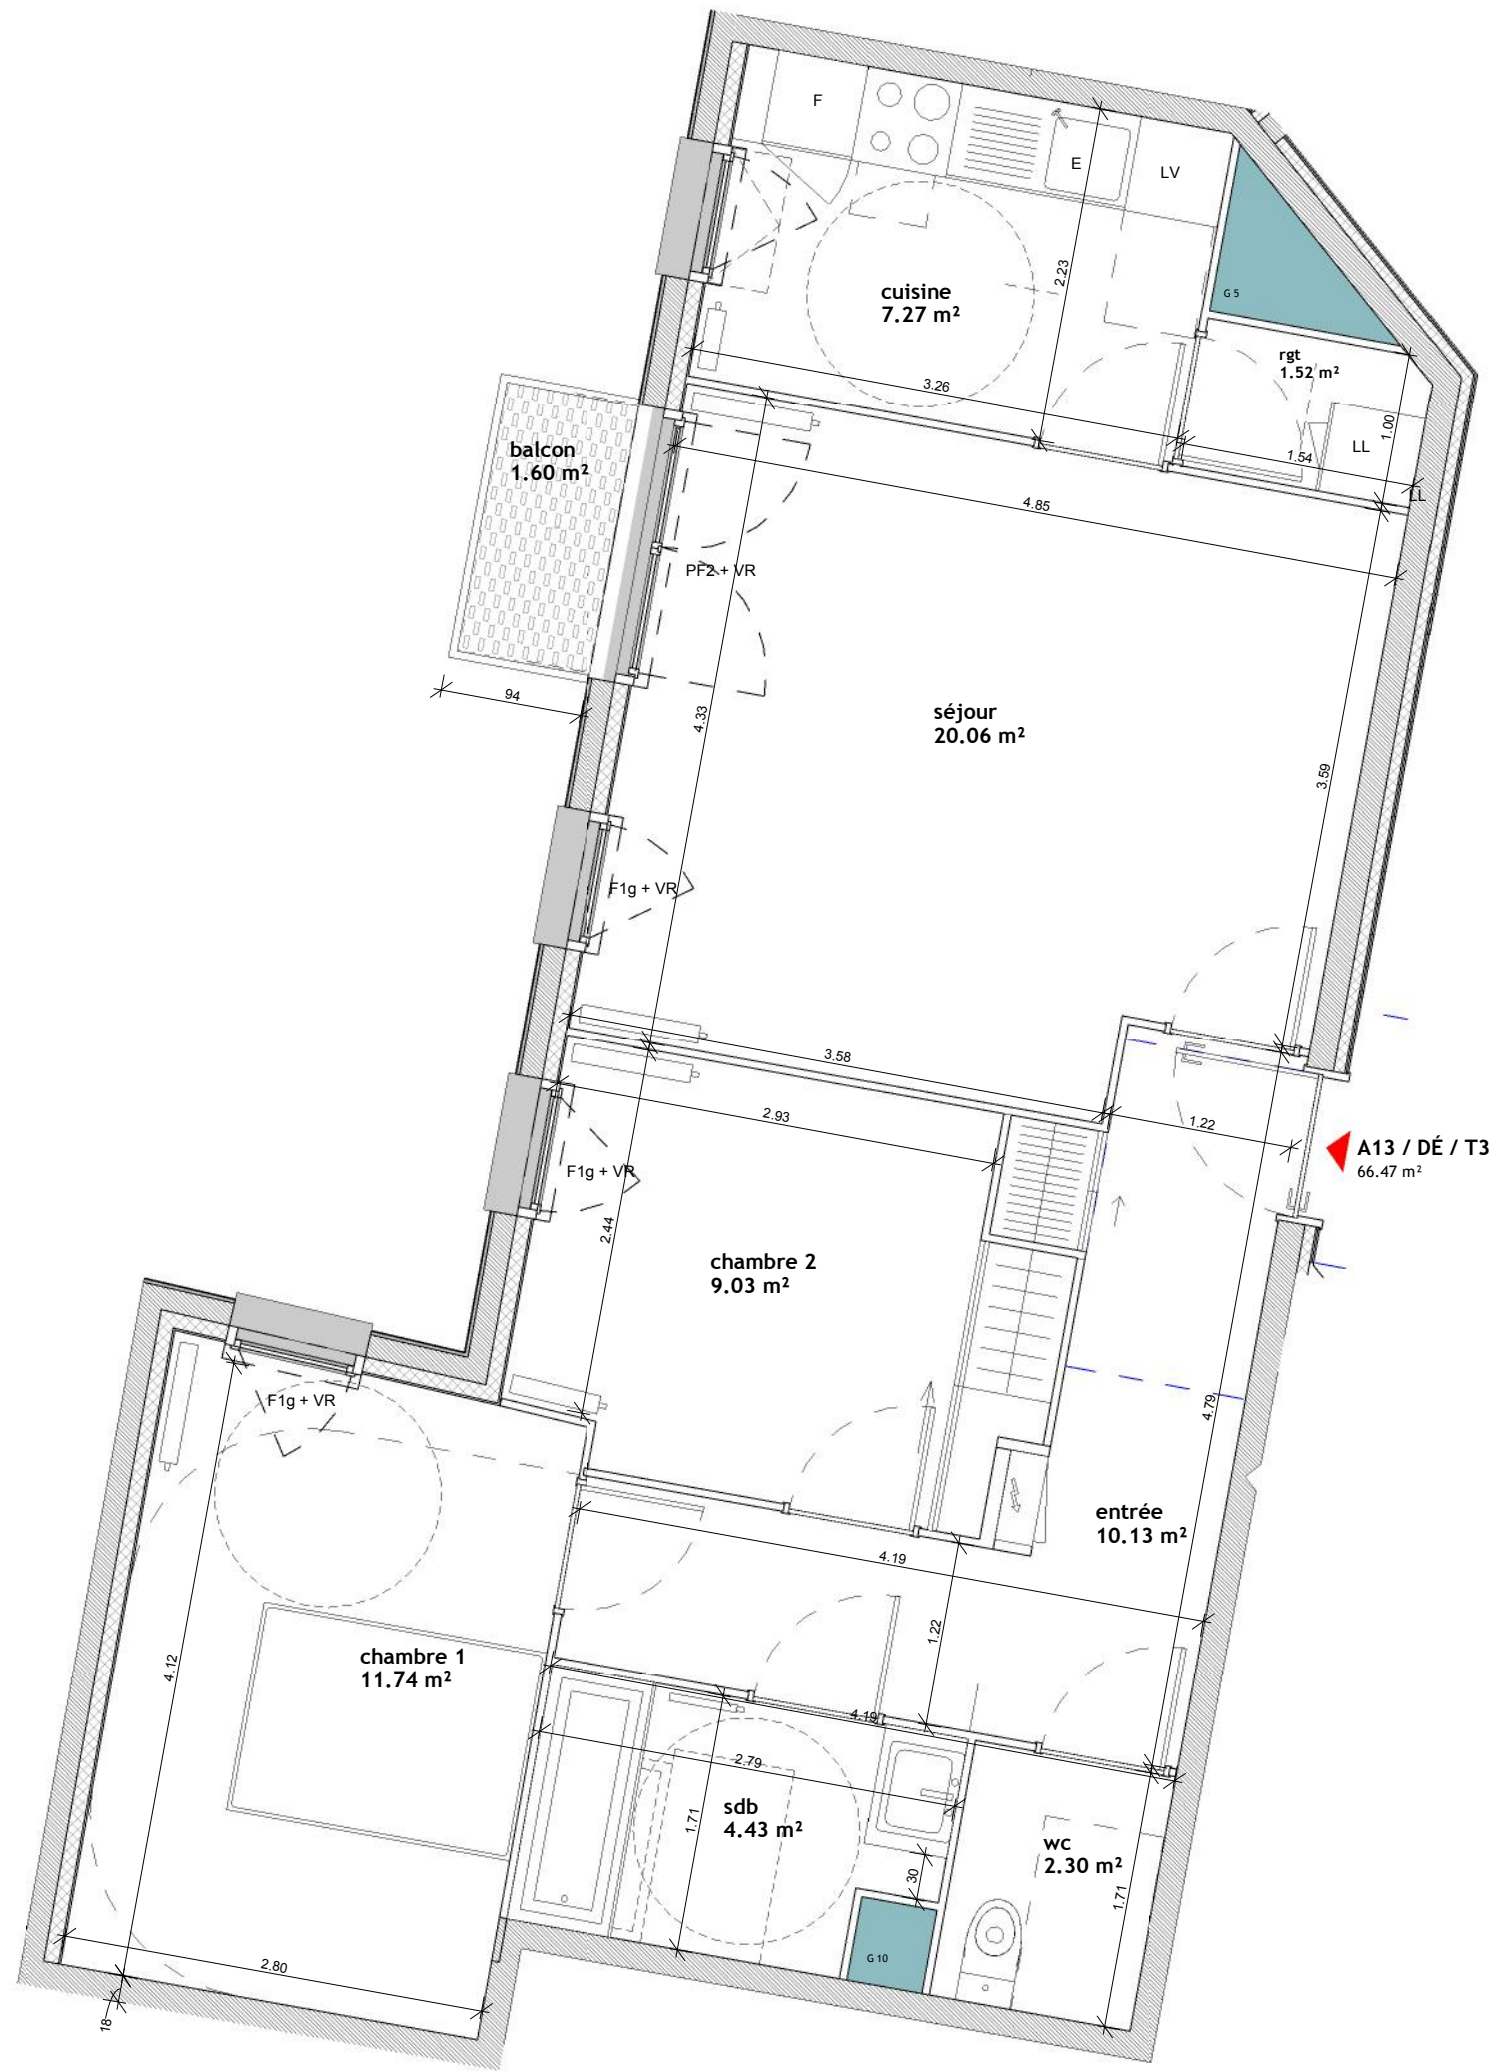 F
E
LV
2.23
G 5
cuisine
7.27 m²
rgt
1.52 m²
3.26
1.00
LL
1.54
LL
balcon
1.60 m²
4.85
PF2 + VR
94
4.33
séjour
20.06 m²
3.59
F1g + VR
3.58
2.93
1.22
A13 / DÉ / T3
66.47 m²
F1g + VR
2.44
chambre 2
9.03 m²
F1g + VR
4.79
entrée
10.13 m²
4.19
1.22
chambre 1
11.74 m²
4.12
4.19
2.79
sdb
4.43 m²
1.71
wc
2.30 m²
30
1.71
G 10
2.80
18